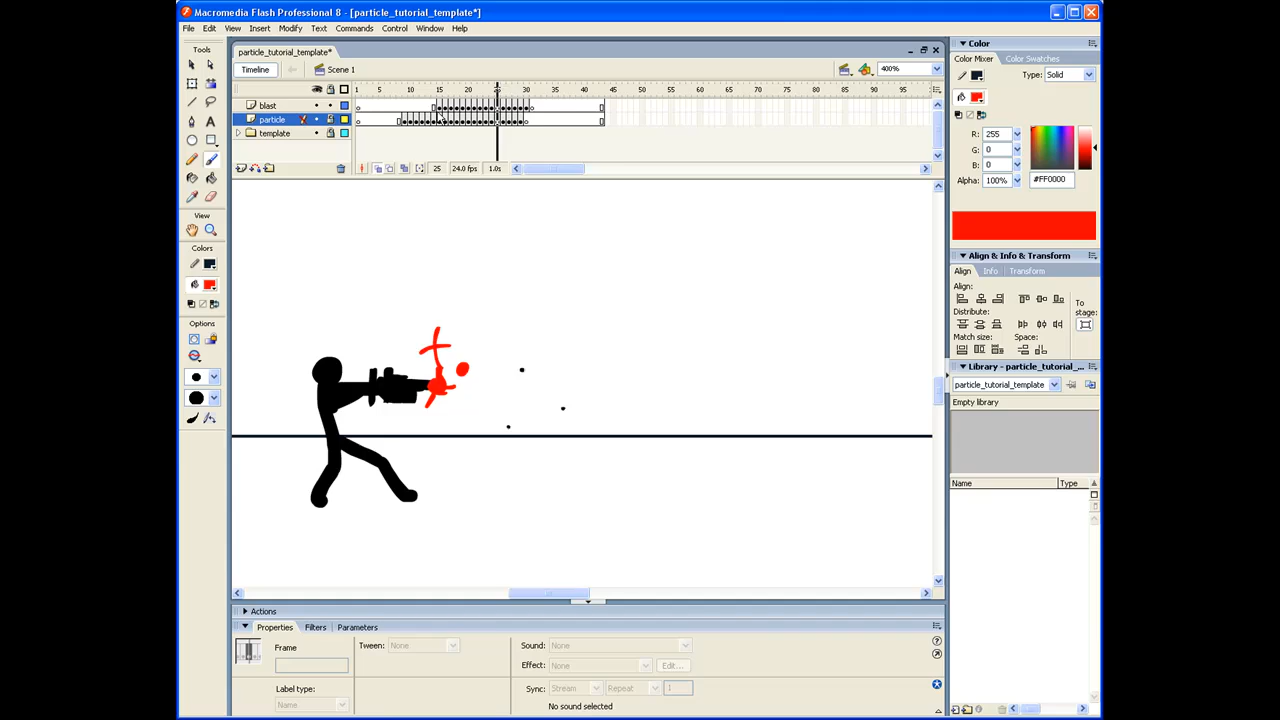 Macromedia Flash Professional 8 - [particle_tutorial_template*]
File Edit View Insert Modify Text Commands Control Window Help
Tools
particle_tutorial_template*
Timeline
Scene 1
400%
1 5 10 15 20 25 30 35 40 45 50 55 60 65 70 75 80 85 90 95
blast
particle
template
25 24.0 fps 1.0s
View
Colors
Options
Color
Color Mixer Color Swatches
Type: Solid
R: 255
G: 0
B: 0
Alpha: 100% #FF0000
Align & Info & Transform
Align Info Transform
Align:
Distribute:
Match size: Space:
To stage:
Library - particle_tutorial_...
particle_tutorial_template
Empty library
Name Type
Actions
Properties Filters Parameters
Frame
Tween: None
Sound: None
Effect: None Edit...
Label type:
Name
Sync: Stream Repeat 1
No sound selected